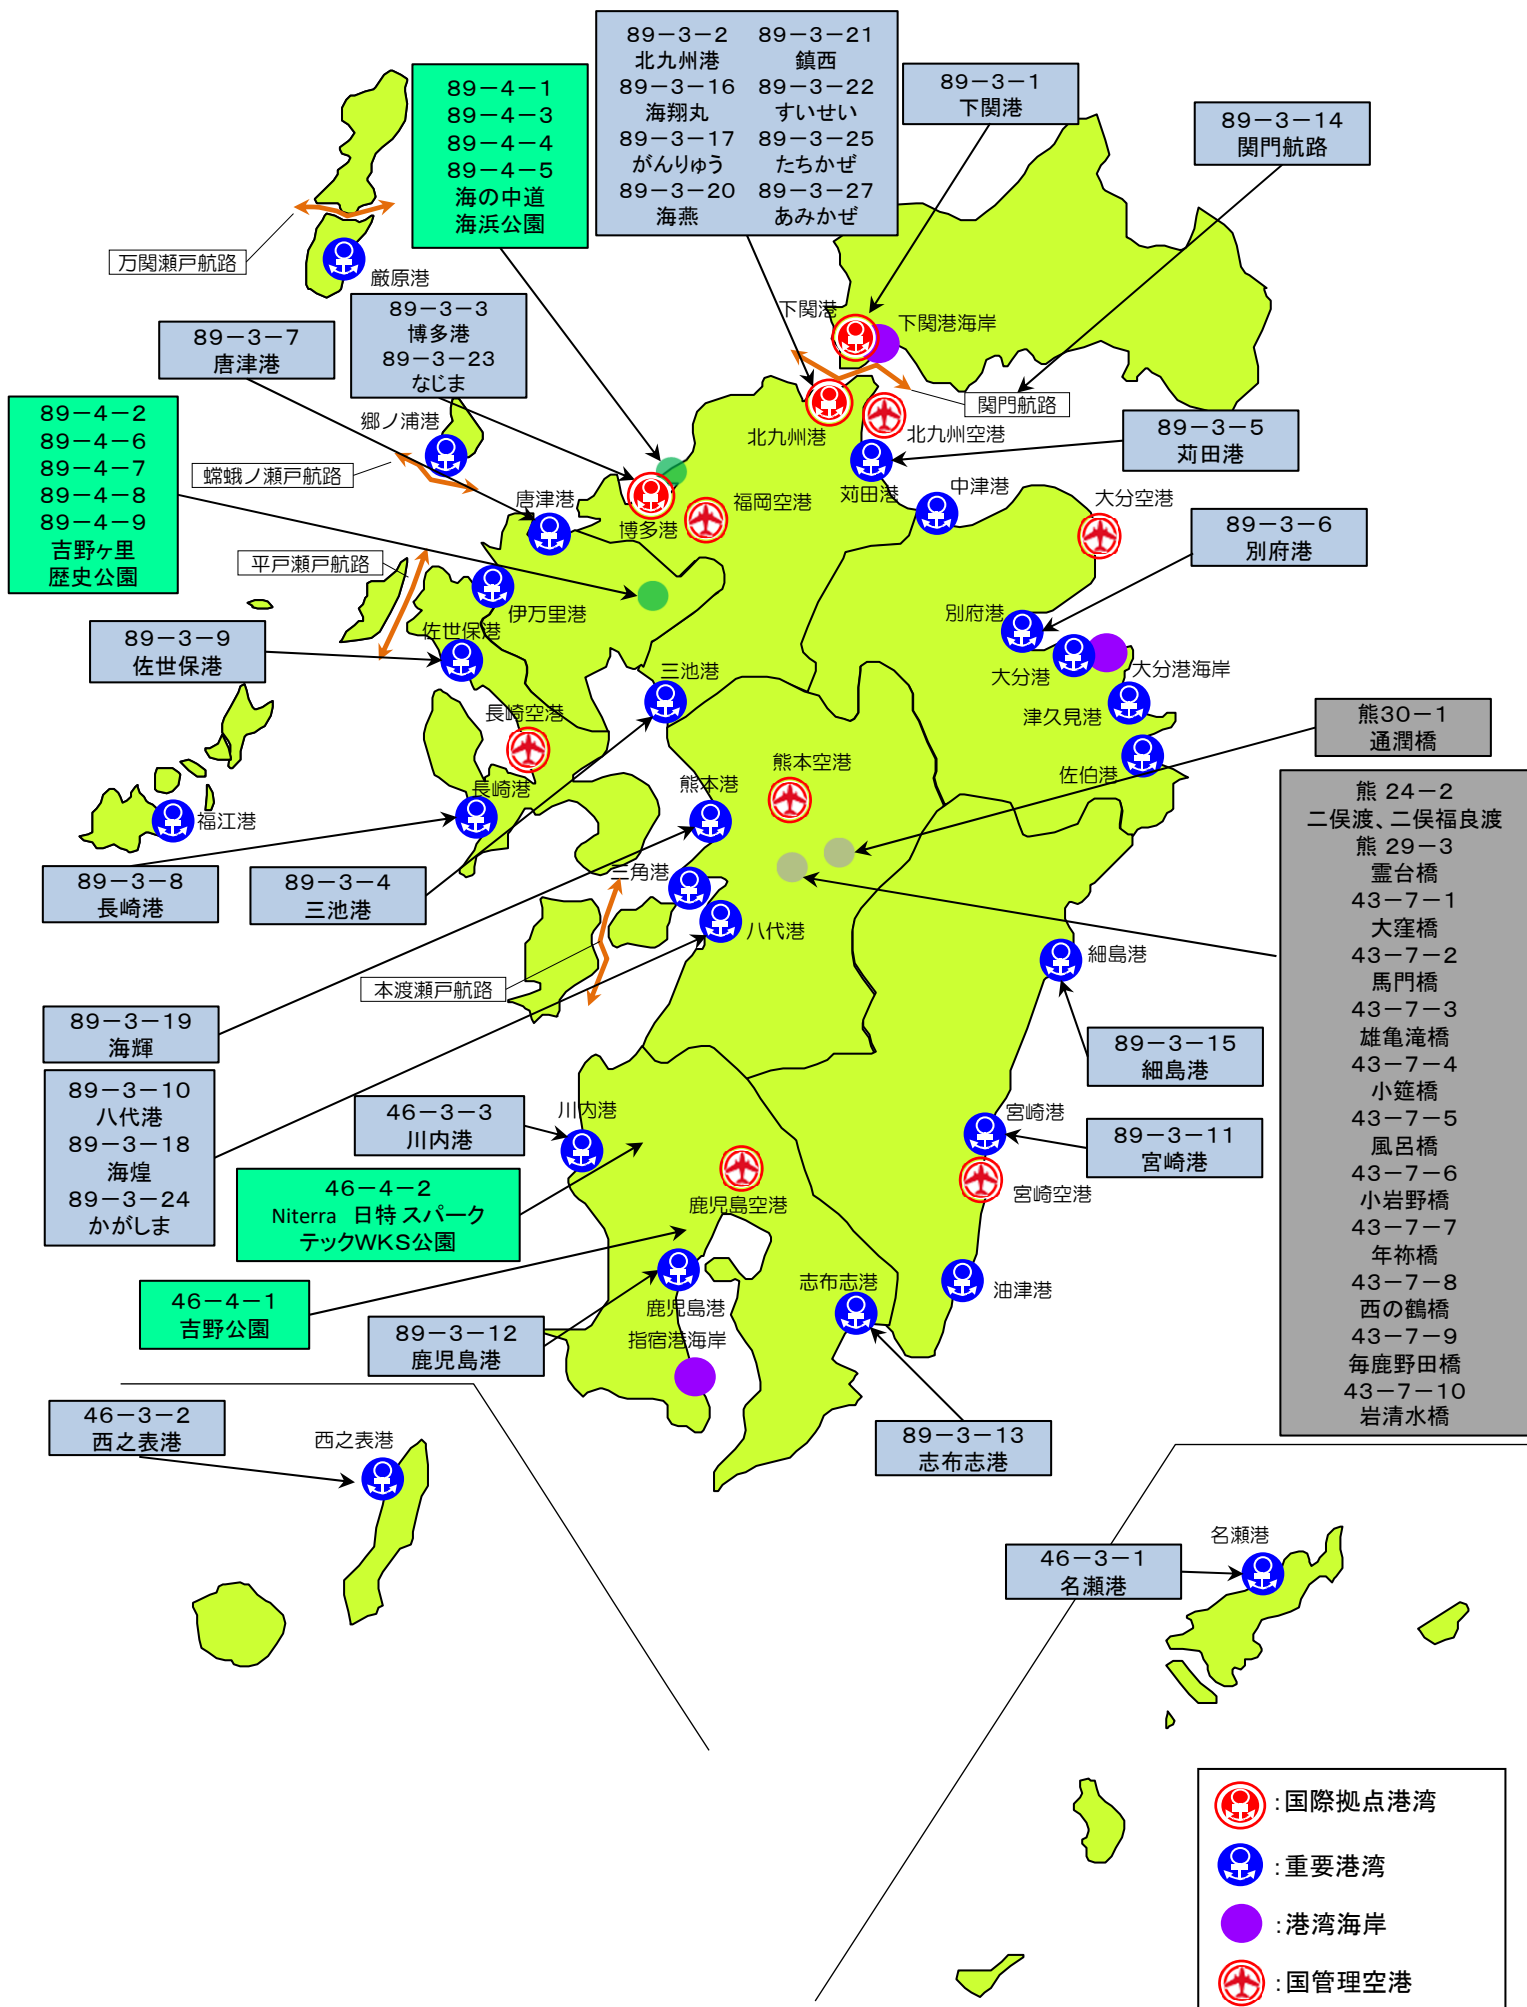 89-3-2
北九州港
89-3-16
海翔丸
89-3-17
がんりゅう
89-3-20
海燕
89-3-21
鎮西
89-3-22
すいせい
89-3-25
たちかぜ
89-3-27
あみかぜ
89-4-1
89-4-3
89-4-4
89-4-5
海の中道
海浜公園
89-3-1
下関港
89-3-14
関門航路
万関瀬戸航路
厳原港
89-3-3
博多港
89-3-23
なじま
89-3-7
唐津港
下関港
下関港海岸
関門航路
89-4-2
89-4-6
89-4-7
89-4-8
89-4-9
吉野ヶ里
歴史公園
郷ノ浦港
蟐蛾ノ瀬戸航路
北九州港
北九州空港
89-3-5
苅田港
苅田港
中津港
大分空港
唐津港
博多港
福岡空港
89-3-6
別府港
平戸瀬戸航路
伊万里港
別府港
89-3-9
佐世保港
佐世保港
三池港
大分港
大分港海岸
津久見港
長崎空港
熊30-1
通潤橋
佐伯港
熊本空港
熊本港
長崎港
福江港
熊 24-2
二俣渡、二俣福良渡
熊 29-3
霊台橋
43-7-1
大窪橋
43-7-2
馬門橋
43-7-3
雄亀滝橋
43-7-4
小筵橋
43-7-5
風呂橋
43-7-6
小岩野橋
43-7-7
年祢橋
43-7-8
西の鶴橋
43-7-9
毎鹿野田橋
43-7-10
岩清水橋
89-3-8
長崎港
89-3-4
三池港
三角港
八代港
細島港
本渡瀬戸航路
89-3-19
海輝
89-3-15
細島港
89-3-10
八代港
89-3-18
海煌
89-3-24
かがしま
46-3-3
川内港
川内港
宮崎港
89-3-11
宮崎港
46-4-2
Niterra 日特 スパーク
テックWKS公園
鹿児島空港
宮崎空港
46-4-1
吉野公園
鹿児島港
志布志港
油津港
89-3-12
鹿児島港
指宿港海岸
46-3-2
西之表港
西之表港
89-3-13
志布志港
46-3-1
名瀬港
名瀬港
:国際拠点港湾
:重要港湾
:港湾海岸
:国管理空港